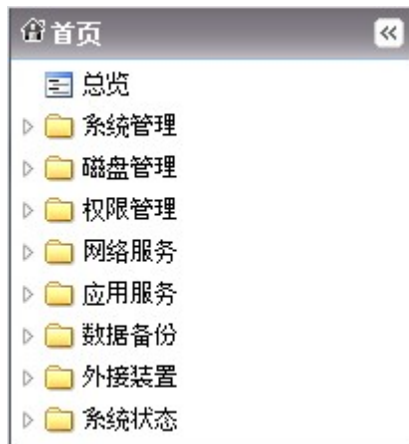 首页
总览
系统管理
磁盘管理
权限管理
网络服务
应用服务
数据备份
外接装置
系统状态